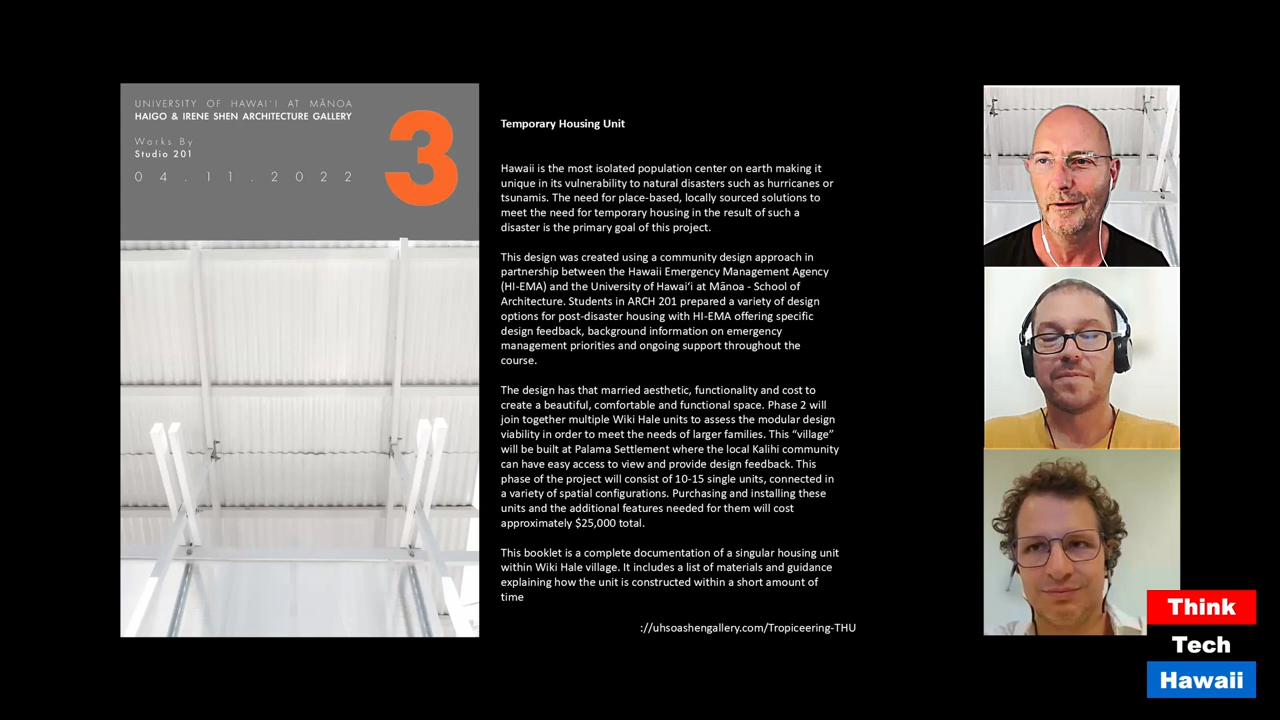 UNIVERSITY OF HAWAI'I AT MĀNOA
HAIGO & IRENE SHEN ARCHITECTURE GALLERY
Works By
Studio 201
04.11.2022
3
Temporary Housing Unit
Hawaii is the most isolated population center on earth making it
unique in its vulnerability to natural disasters such as hurricanes or
tsunamis. The need for place-based, locally sourced solutions to
meet the need for temporary housing in the result of such a
disaster is the primary goal of this project.
This design was created using a community design approach in
partnership between the Hawaii Emergency Management Agency
(HI-EMA) and the University of Hawai‘i at Mānoa - School of
Architecture. Students in ARCH 201 prepared a variety of design
options for post-disaster housing with HI-EMA offering specific
design feedback, background information on emergency
management priorities and ongoing support throughout the
course.
The design has that married aesthetic, functionality and cost to
create a beautiful, comfortable and functional space. Phase 2 will
join together multiple Wiki Hale units to assess the modular design
viability in order to meet the needs of larger families. This “village”
will be built at Palama Settlement where the local Kalihi community
can have easy access to view and provide design feedback. This
phase of the project will consist of 10-15 single units, connected in
a variety of spatial configurations. Purchasing and installing these
units and the additional features needed for them will cost
approximately $25,000 total.
This booklet is a complete documentation of a singular housing unit
within Wiki Hale village. It includes a list of materials and guidance
explaining how the unit is constructed within a short amount of
time
://uhsoashengallery.com/Tropiceering-THU
Think
Tech
Hawaii